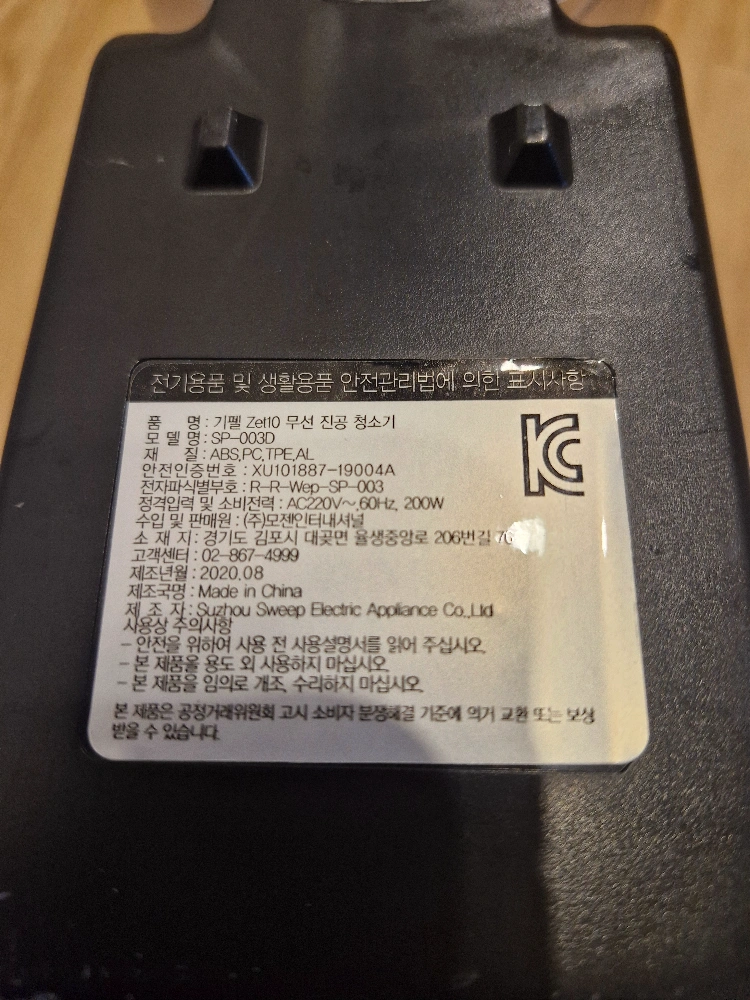 전기용품 및 생활용품 안전관리법에 의한 표시사항
품 명 : 기펠 Zet10 무선 진공 청소기
모 델 명 : SP-003D
재 질 : ABS,PC,TPE,AL
안전인증번호 : XU101887-19004A
전자파식별부호 : R-R-Wep-SP-003
정격입력 및 소비전력 : AC220V~,60Hz, 200W
수입 및 판매원 : (주)모젠인터내셔널
소 재 지 : 경기도 김포시 대곶면 율생중앙로 206번길
고객센터 : 02-867-4999
제조년월 : 2020.08
제조국명 : Made in China
제 조 자 : Suzhou Sweep Electric Appliance Co.,Ltd
사용상 주의사항
- 안전을 위하여 사용 전 사용설명서를 읽어 주십시오.
- 본 제품을 용도 외 사용하지 마십시오.
- 본 제품을 임의로 개조, 수리하지 마십시오.
본 제품은 공정거래위원회 고시 소비자 분쟁해결 기준에 의거 교환 또는 보상
받을 수 있습니다.
KC